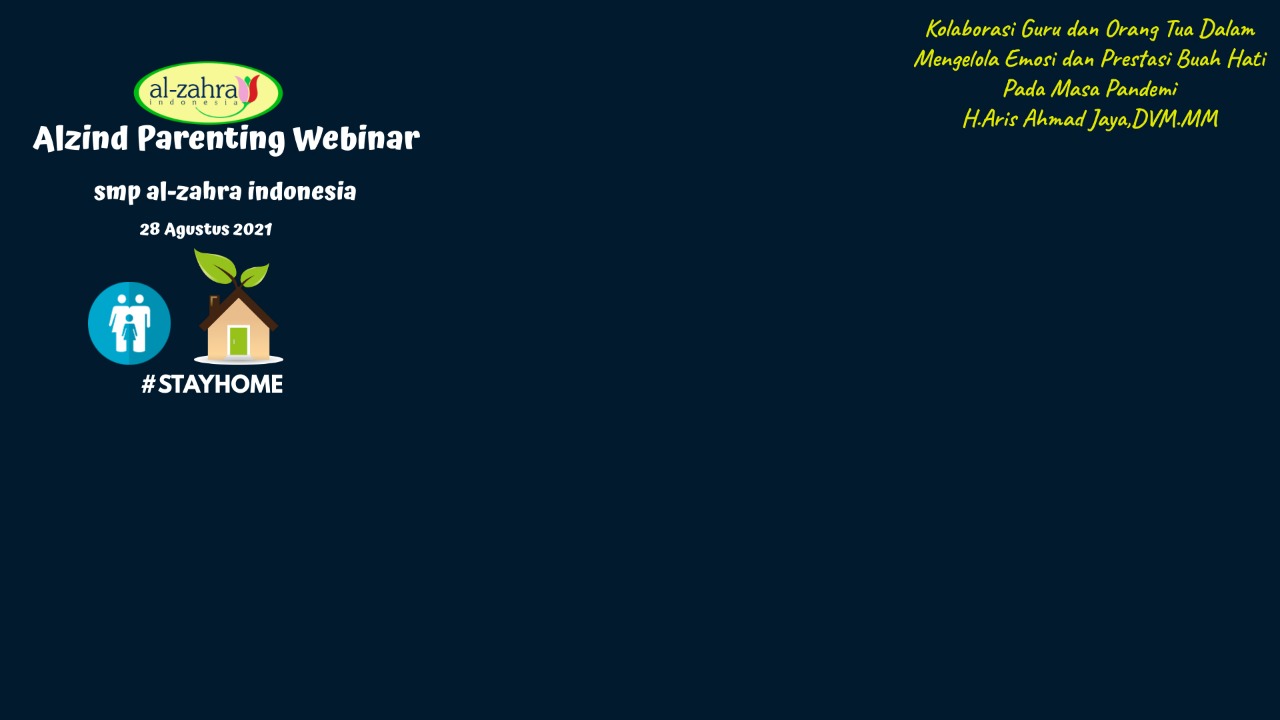 al-zahra
indonesia
Alzind Parenting Webinar
smp al-zahra indonesia
28 Agustus 2021
#STAYHOME
Kolaborasi Guru dan Orang Tua Dalam
Mengelola Emosi dan Prestasi Buah Hati
Pada Masa Pandemi
H.Aris Ahmad Jaya,DVM.MM